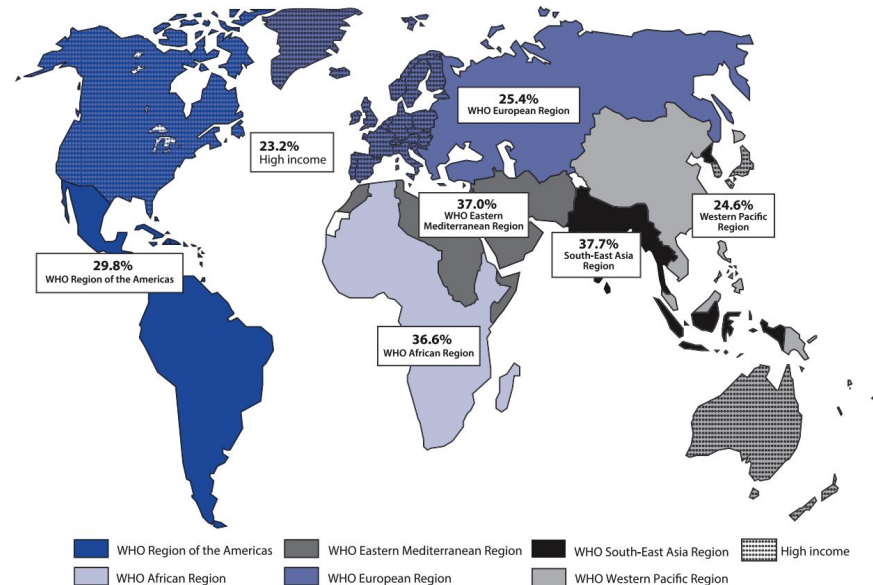 25.4%
WHO European Region
23.2%
High income
37.0%
WHO Eastern
Mediterranean Region
24.6%
Western Pacific
Region
37.7%
South-East Asia
Region
29.8%
WHO Region of the Americas
36.6%
WHO African Region
WHO Region of the Americas
WHO Eastern Mediterranean Region
WHO South-East Asia Region
High income
WHO African Region
WHO European Region
WHO Western Pacific Region